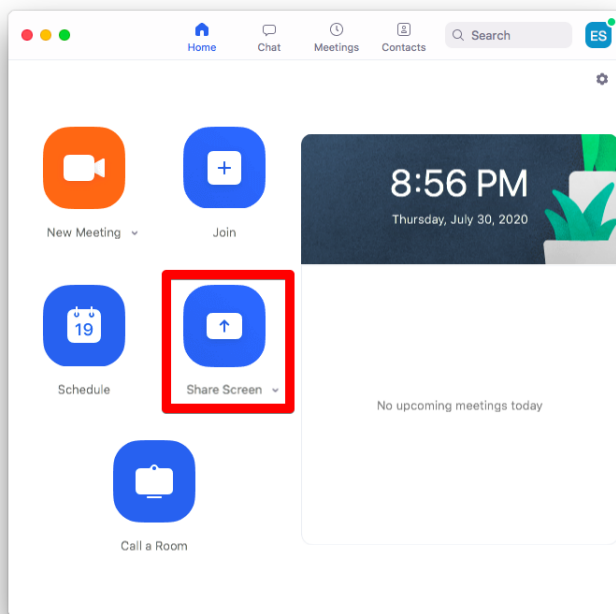 Home
Chat
Meetings
Contacts
Search
ES
New Meeting
Join
8:56 PM
Thursday, July 30, 2020
19
Schedule
Share Screen
No upcoming meetings today
Call a Room